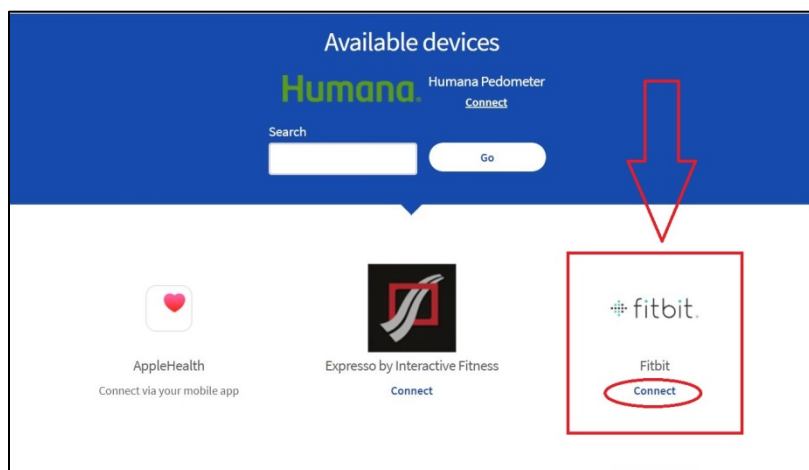 Available devices
Humana. Humana Pedometer
Connect
Search
Go
fitbit.
AppleHealth
Expresso by Interactive Fitness
Fitbit
Connect via your mobile app
Connect
Connect